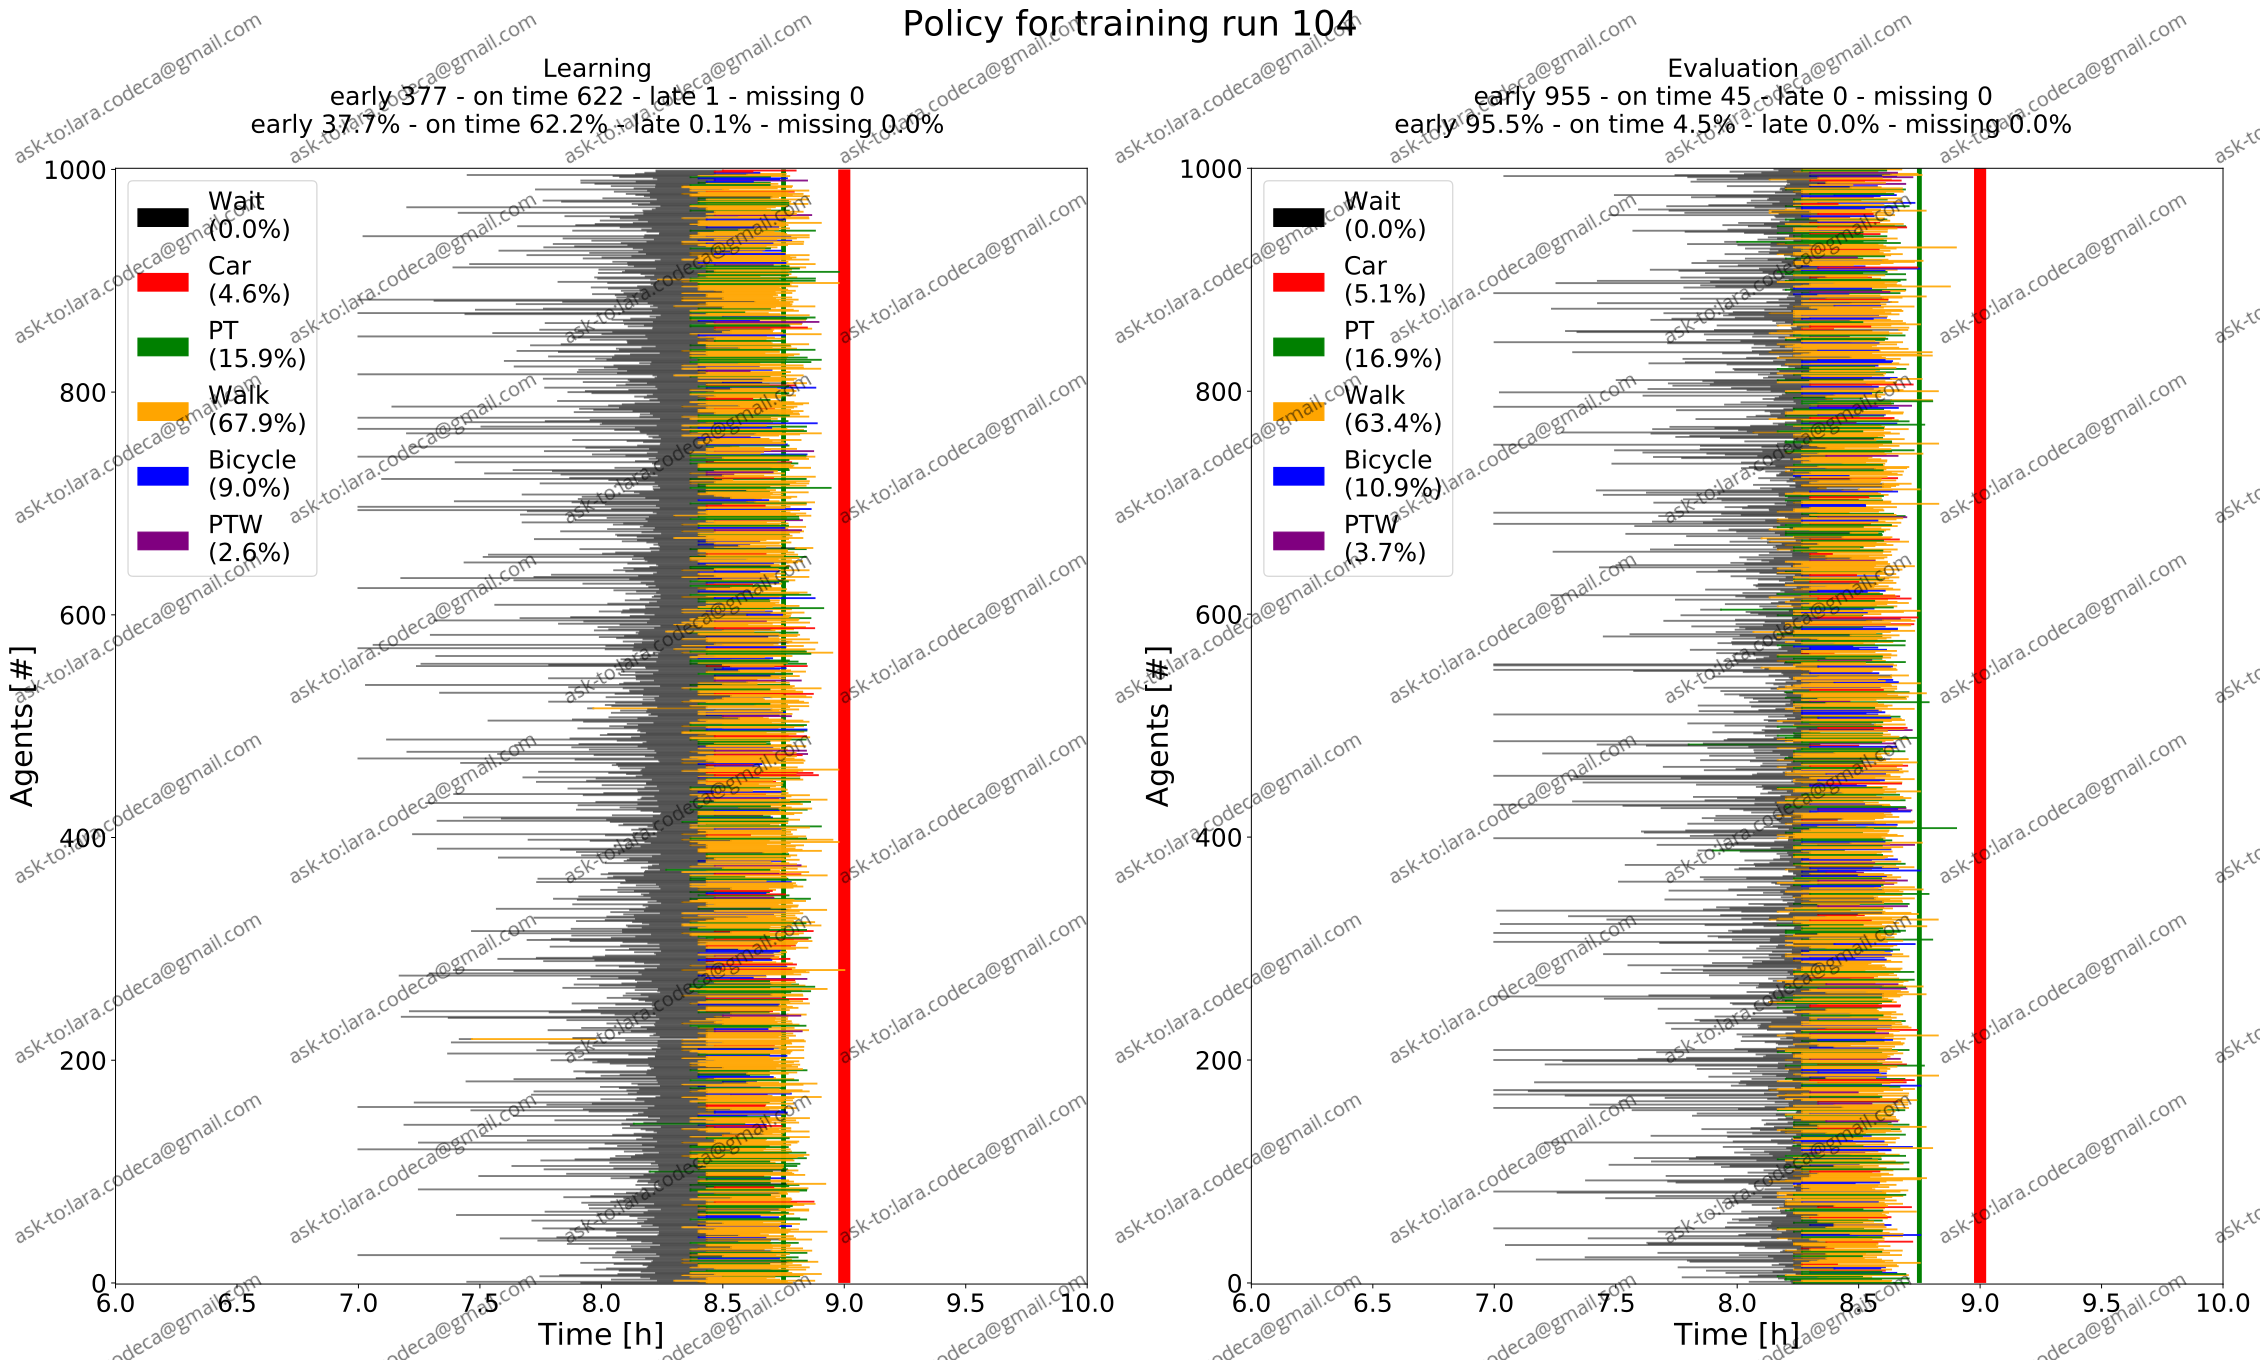 Policy for training run 104
Learning
early 377 - on time 622 - late 1 - missing 0
early 37.7% - on time 62.2% - late 0.1% - missing 0.0%
Agents [#]
1000
800
600
400
200
0
Wait
(0.0%)
Car
(4.6%)
PT
(15.9%)
Walk
(67.9%)
Bicycle
(9.0%)
PTW
(2.6%)
6.0 6.5 7.0 7.5 8.0 8.5 9.0 9.5 10.0
Time [h]
Evaluation
early 955 - on time 45 - late 0 - missing 0
early 95.5% - on time 4.5% - late 0.0% - missing 0.0%
Agents [#]
1000
800
600
400
200
0
Wait
(0.0%)
Car
(5.1%)
PT
(16.9%)
Walk
(63.4%)
Bicycle
(10.9%)
PTW
(3.7%)
6.0 6.5 7.0 7.5 8.0 8.5 9.0 9.5 10.0
Time [h]
ask-to:lara.codeca@gmail.com